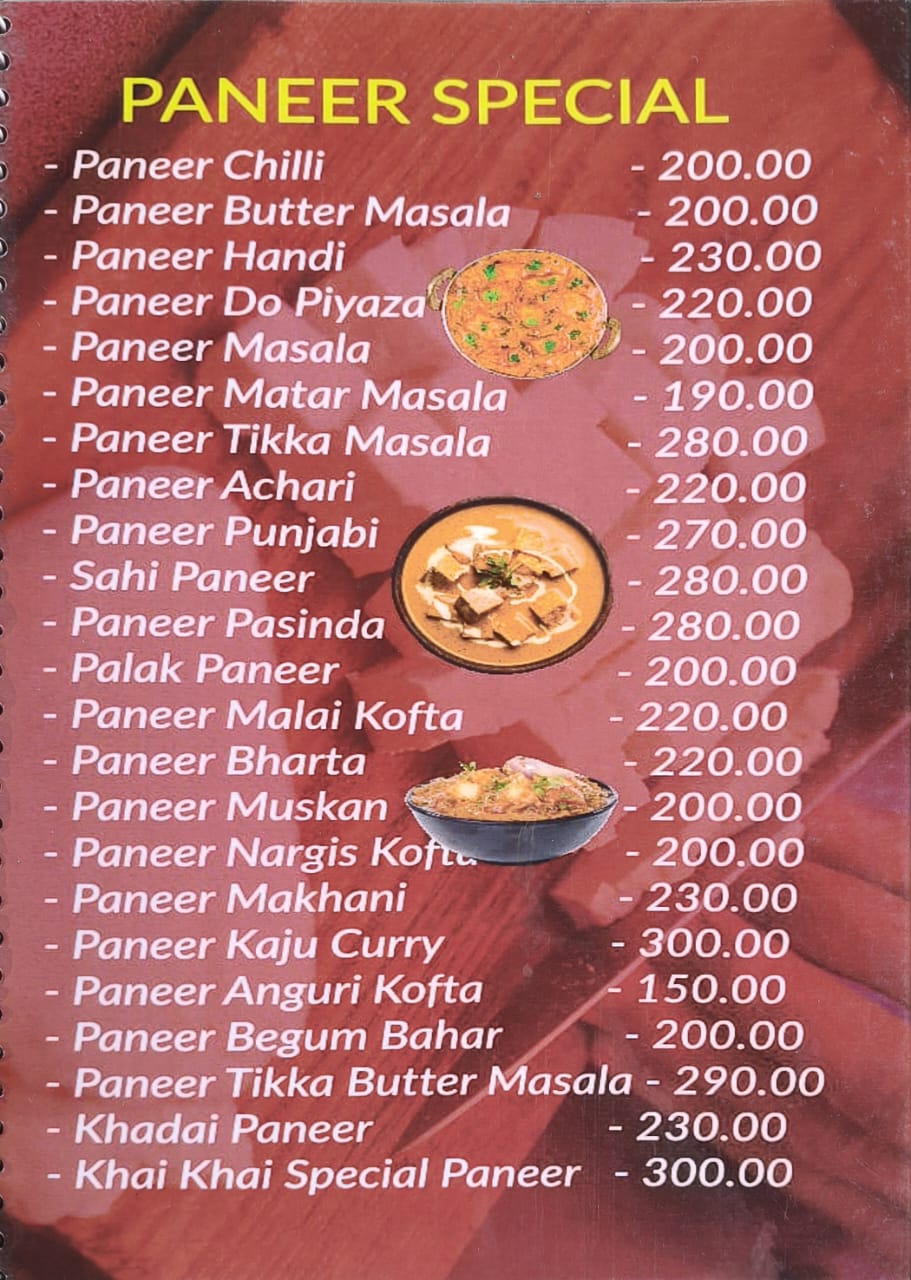 PANEER SPECIAL
- Paneer Chilli - 200.00
- Paneer Butter Masala - 200.00
- Paneer Handi - 230.00
- Paneer Do Piyaza - 220.00
- Paneer Masala - 200.00
- Paneer Matar Masala - 190.00
- Paneer Tikka Masala - 280.00
- Paneer Achari - 220.00
- Paneer Punjabi - 270.00
- Sahi Paneer - 280.00
- Paneer Pasinda - 280.00
- Palak Paneer - 200.00
- Paneer Malai Kofta - 220.00
- Paneer Bharta - 220.00
- Paneer Muskan - 200.00
- Paneer Nargis Kofta - 200.00
- Paneer Makhani - 230.00
- Paneer Kaju Curry - 300.00
- Paneer Anguri Kofta - 150.00
- Paneer Begum Bahar - 200.00
- Paneer Tikka Butter Masala - 290.00
- Khadai Paneer - 230.00
- Khai Khai Special Paneer - 300.00